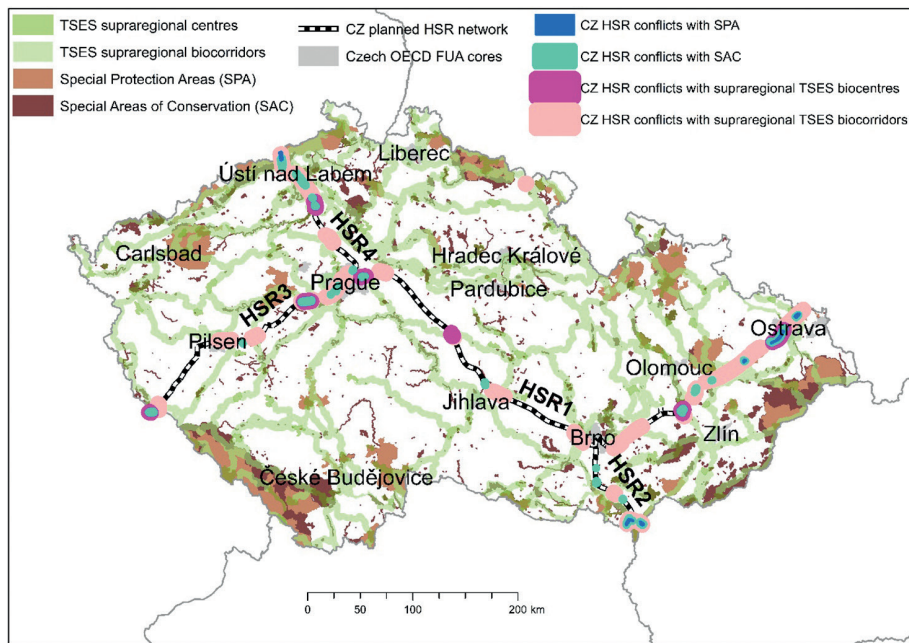 TSES supraregional centres
TSES supraregional biocorridors
Special Protection Areas (SPA)
Special Areas of Conservation (SAC)
CZ planned HSR network
Czech OECD FUA cores
CZ HSR conflicts with SPA
CZ HSR conflicts with SAC
CZ HSR conflicts with supraregional TSES biocentres
CZ HSR conflicts with supraregional TSES biocorridors
Liberec
Ústí nad Labem
HSR4
Carlsbad
Hradec Králové
Prague
Pardubice
HSR3
Pilsen
Ostrava
Olomouc
Jihlava
HSR1
Brno
Zlín
HSR2
České Budějovice
0 25 50 100 150 200 km